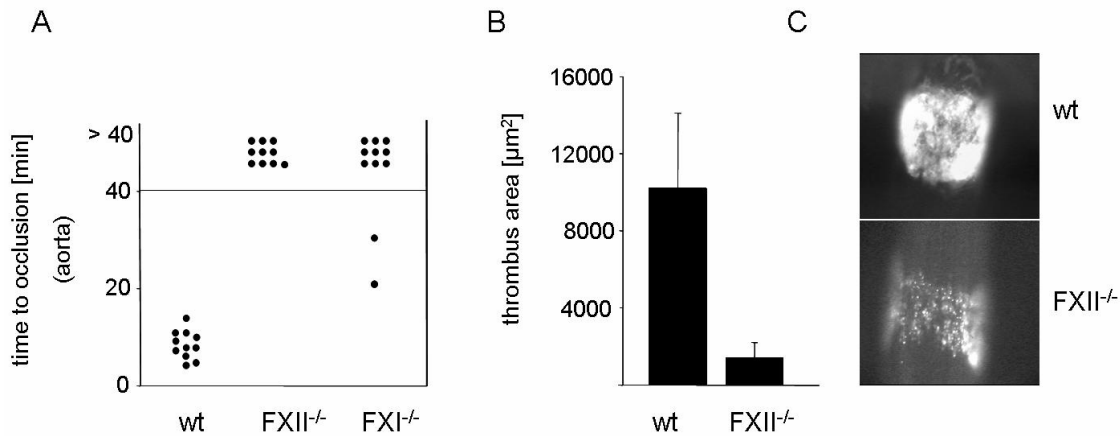 A
time to occlusion [min]
(aorta)
> 40
40
20
0
wt
FXII-/-
FXI-/-
B
thrombus area [µm²]
16000
12000
8000
4000
wt
FXII-/-
C
wt
FXII-/-